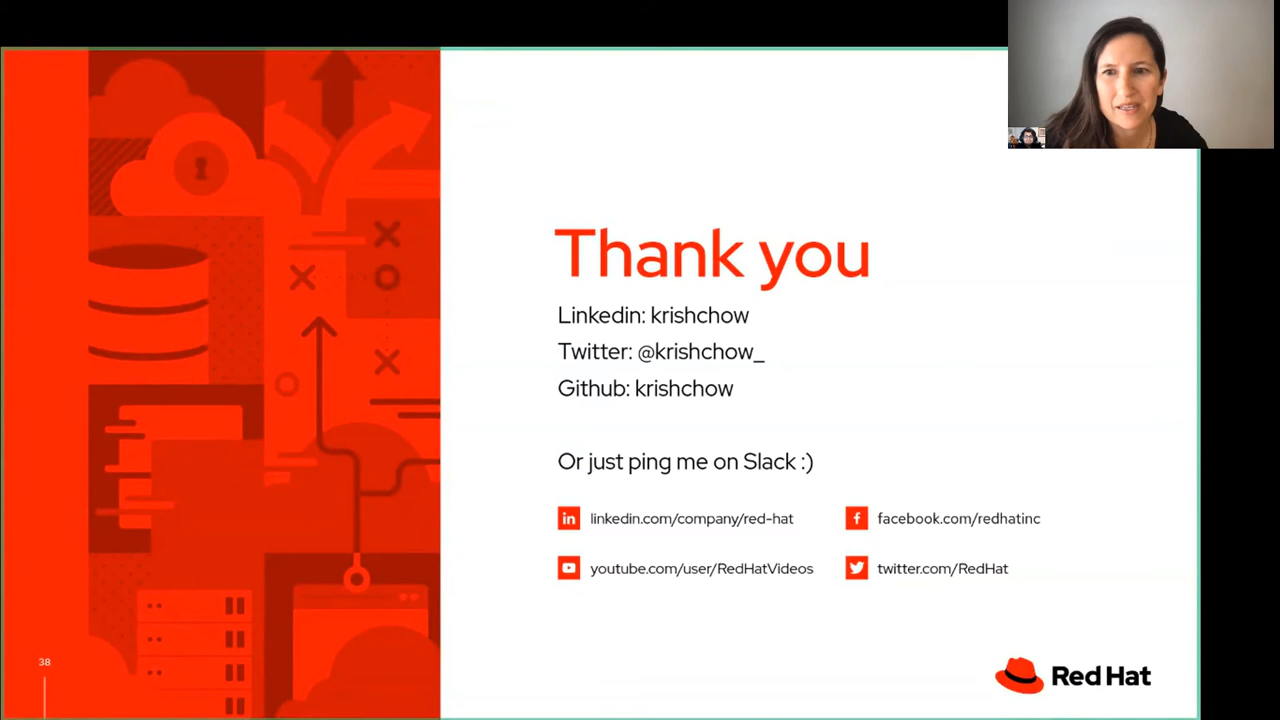 Thank you
Linkedin: krishchow
Twitter: @krishchow_
Github: krishchow
Or just ping me on Slack :)
linkedin.com/company/red-hat
facebook.com/redhatinc
youtube.com/user/RedHatVideos
twitter.com/RedHat
38
Red Hat